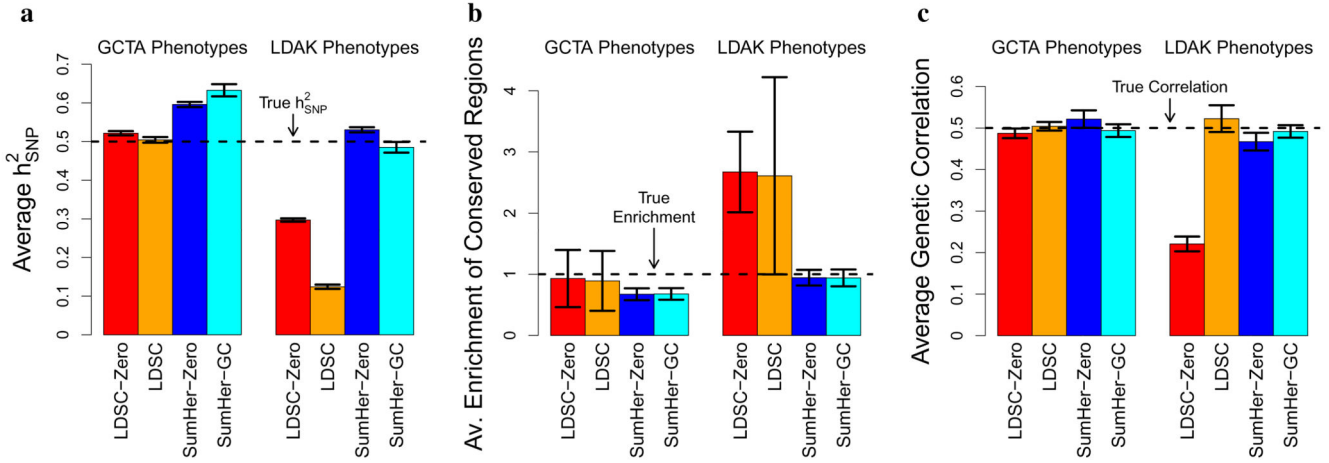 a
GCTA Phenotypes
LDAK Phenotypes
Average h²SNP
0.7
0.6
0.5
0.4
0.3
0.2
0.1
0
True h²SNP
LDSC−Zero
LDSC
SumHer−Zero
SumHer−GC
LDSC−Zero
LDSC
SumHer−Zero
SumHer−GC
b
GCTA Phenotypes
LDAK Phenotypes
Av. Enrichment of Conserved Regions
4
3
2
1
0
True
Enrichment
LDSC−Zero
LDSC
SumHer−Zero
SumHer−GC
LDSC−Zero
LDSC
SumHer−Zero
SumHer−GC
c
GCTA Phenotypes
LDAK Phenotypes
Average Genetic Correlation
0.6
0.5
0.4
0.3
0.2
0.1
0
True Correlation
LDSC−Zero
LDSC
SumHer−Zero
SumHer−GC
LDSC−Zero
LDSC
SumHer−Zero
SumHer−GC